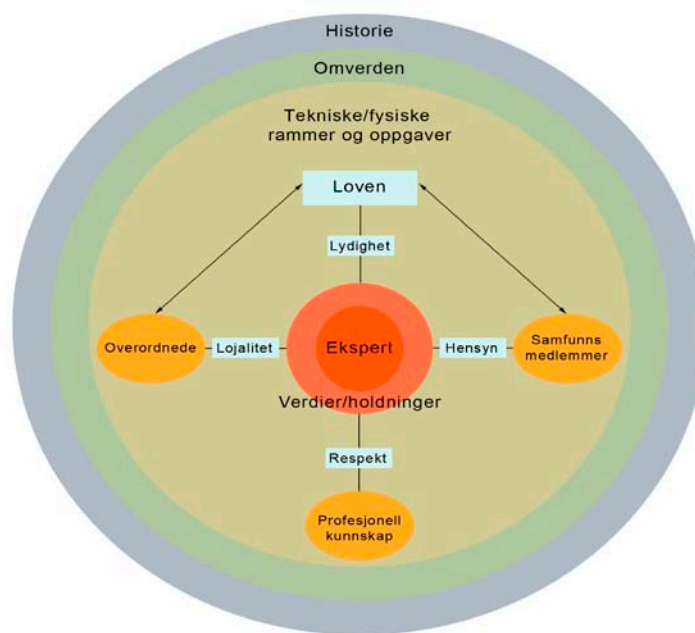 Historie
Omverden
Tekniske/fysiske
rammer og oppgaver
Loven
Lydighet
Overordnede
Lojalitet
Ekspert
Hensyn
Samfunns
medlemmer
Verdier/holdninger
Respekt
Profesjonell
kunnskap